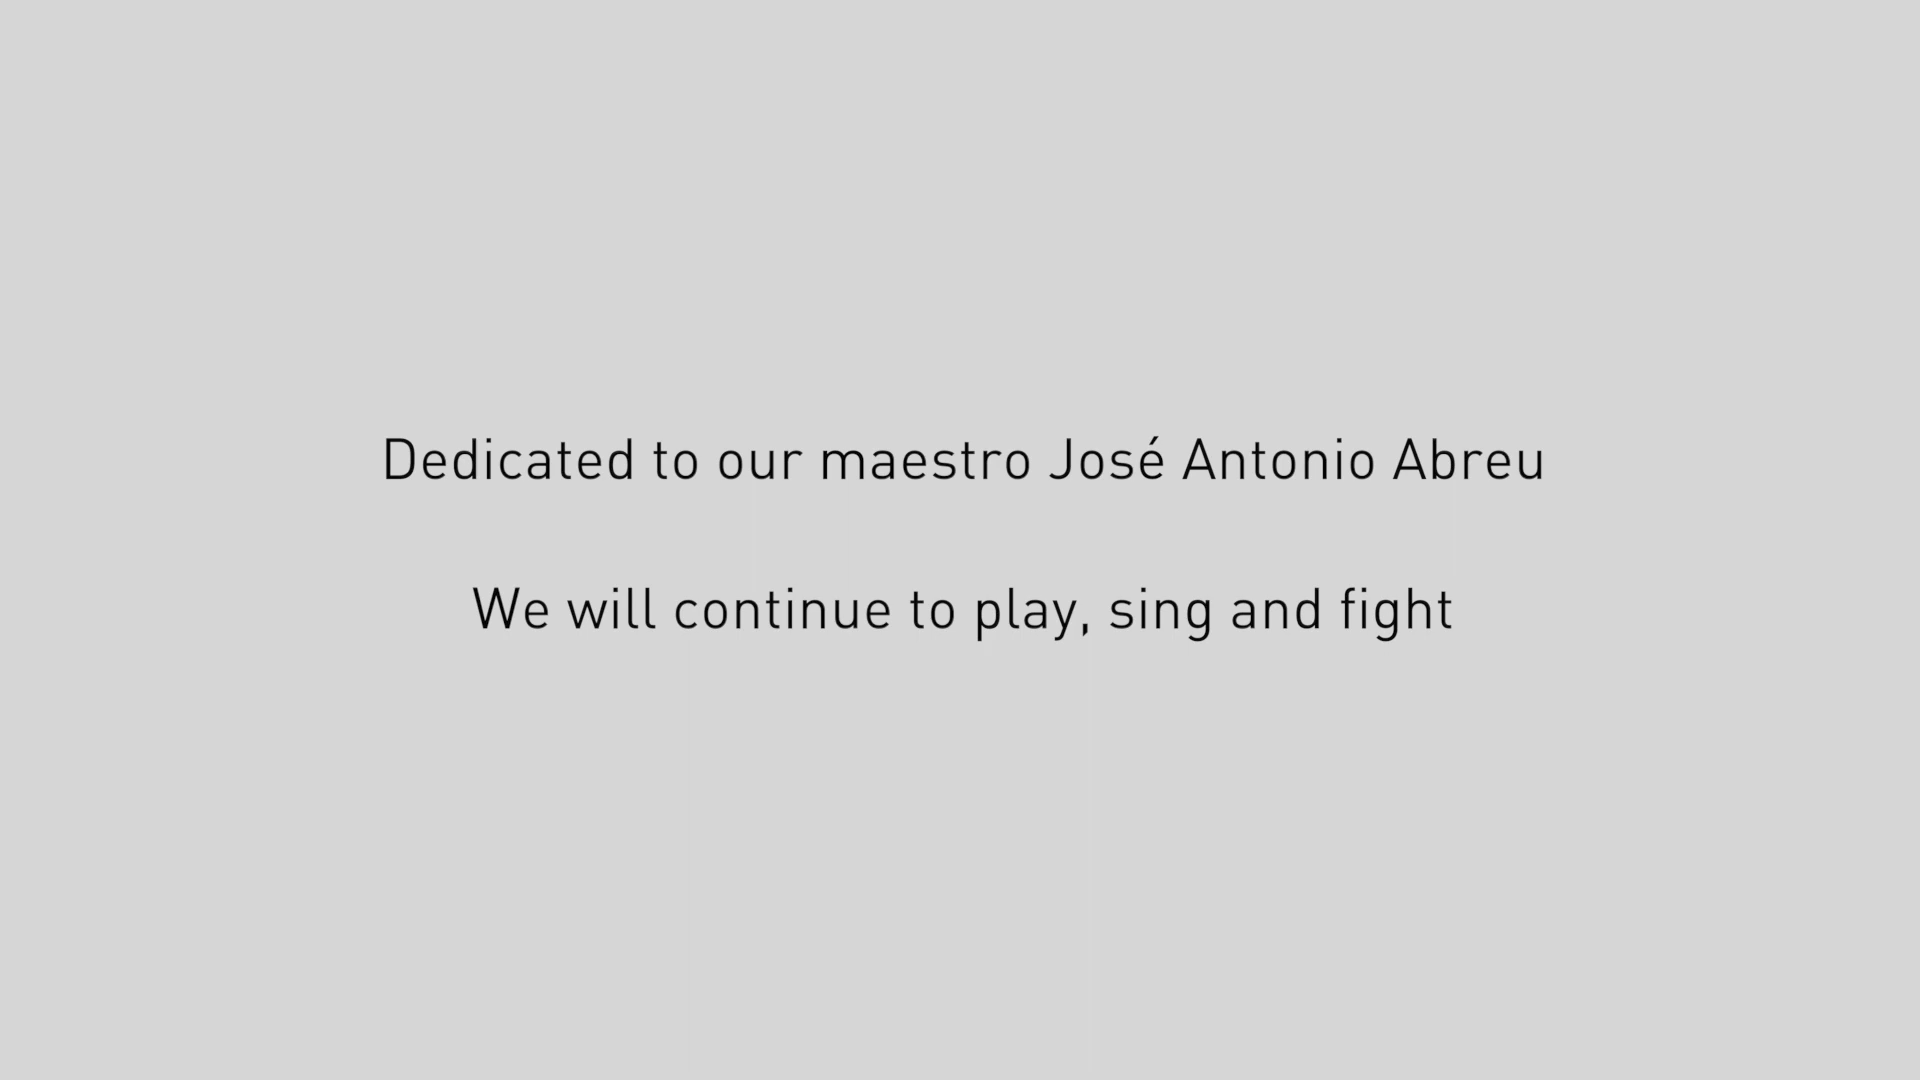 Dedicated to our maestro José Antonio Abreu
We will continue to play, sing and fight